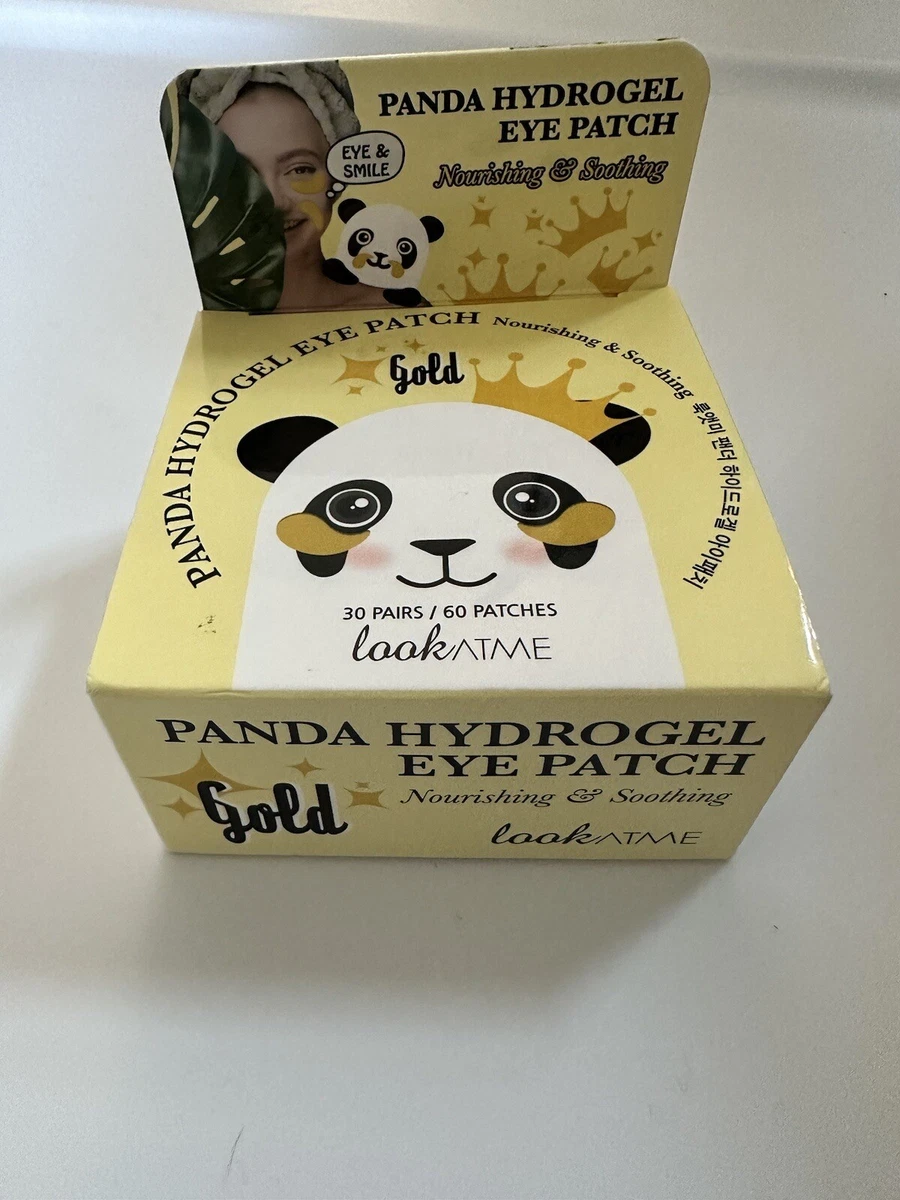 PANDA HYDROGEL
EYE PATCH
Nourishing & Soothing
EYE &
SMILE
PANDA HYDROGEL EYE PATCH Nourishing & Soothing 룩앳미 팬더 하이드로겔 아이패치
Gold
30 PAIRS / 60 PATCHES
lookATME
PANDA HYDROGEL
EYE PATCH
Gold
Nourishing & Soothing
lookATME